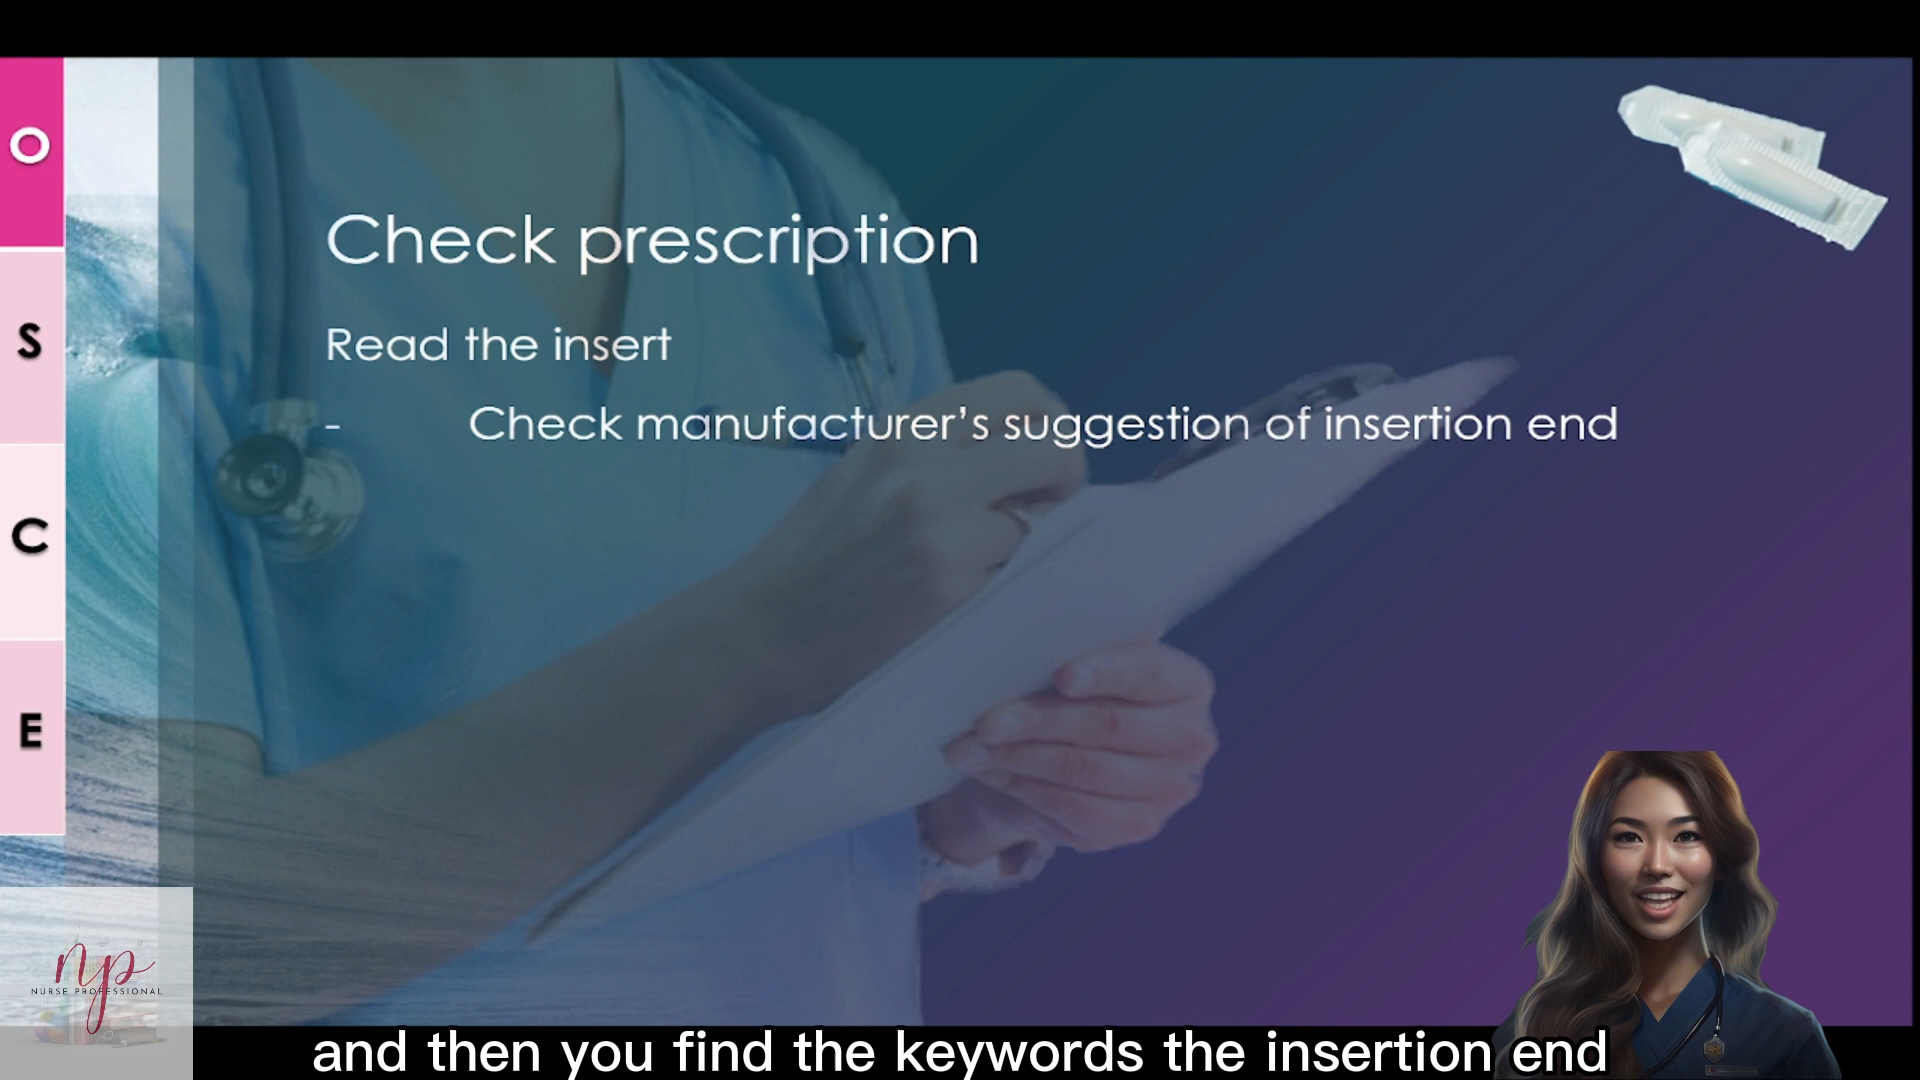 O
S
C
E
Check prescription
Read the insert
- Check manufacturer's suggestion of insertion end
np
NURSE PROFESSIONAL
and then you find the keywords the insertion end